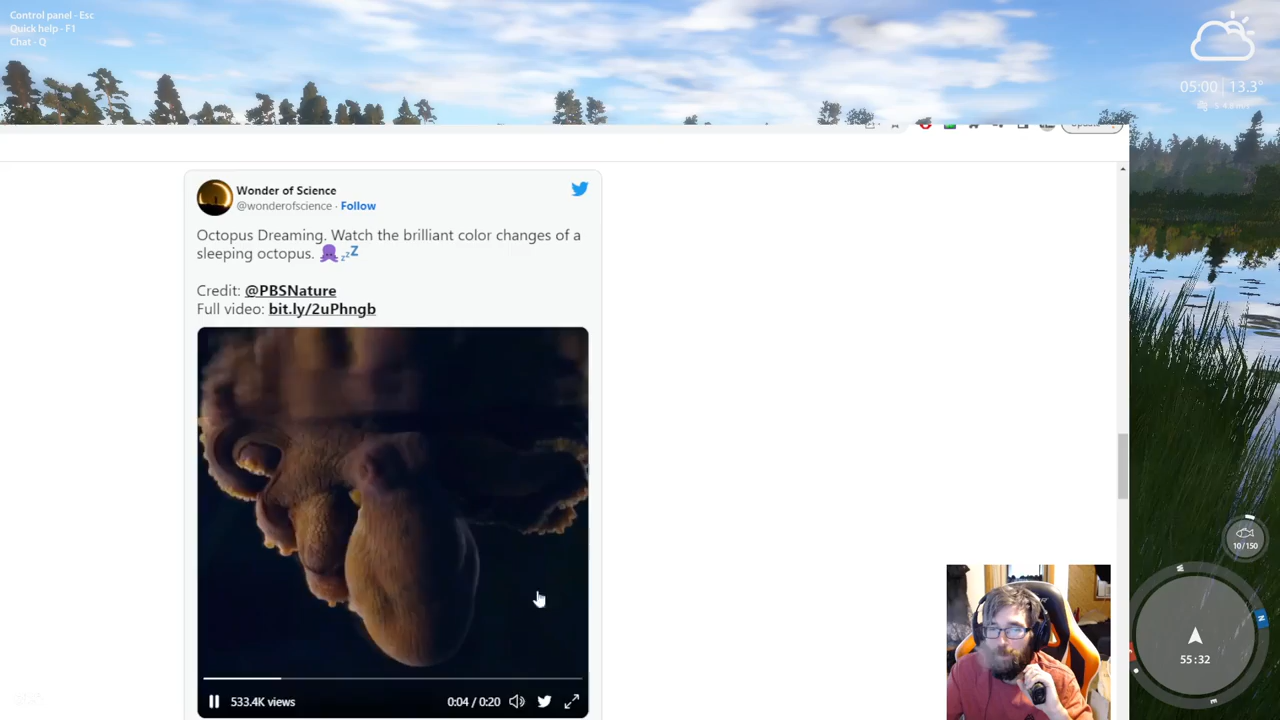 Control panel - Esc
Quick help - F1
Chat - Q
05:00 | 13.3°
Wonder of Science
@wonderofscience · Follow
Octopus Dreaming. Watch the brilliant color changes of a
sleeping octopus. 🐙💤
Credit: @PBSNature
Full video: bit.ly/2uPhngb
533.4K views
0:04 / 0:20
10/150
N
E
55:32